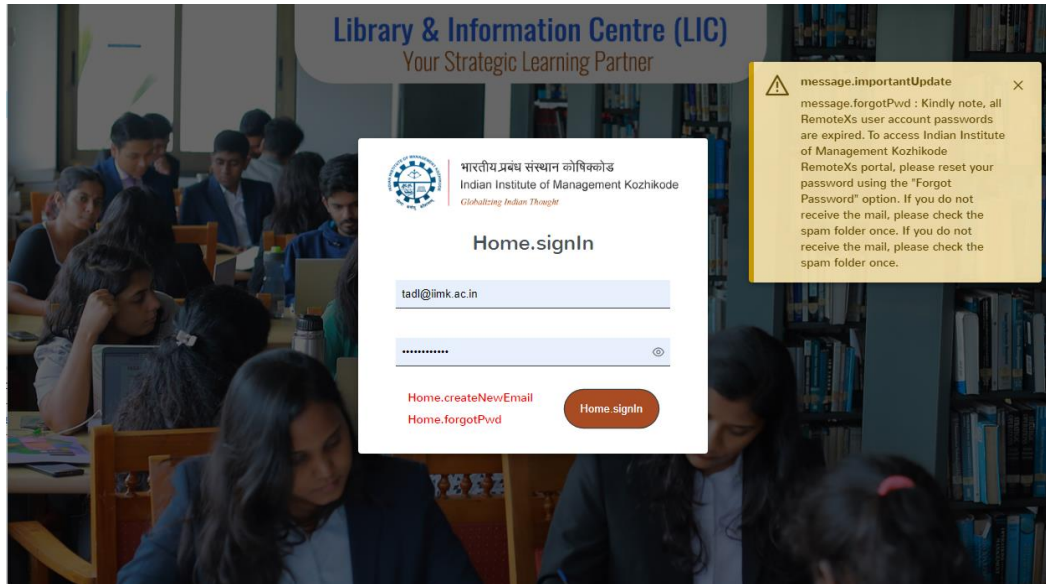 Library & Information Centre (LIC)
Your Strategic Learning Partner
message.importantUpdate
message.forgotPwd : Kindly note, all
RemoteXs user account passwords
are expired. To access Indian Institute
of Management Kozhikode
RemoteXs portal, please reset your
password using the "Forgot
Password" option. If you do not
receive the mail, please check the
spam folder once. If you do not
receive the mail, please check the
spam folder once.
भारतीय प्रबंध संस्थान कोषिक्कोड
Indian Institute of Management Kozhikode
Globalizing Indian Thought
Home.signIn
tadl@iimk.ac.in
••••••••••••
Home.createNewEmail
Home.forgotPwd
Home.signIn